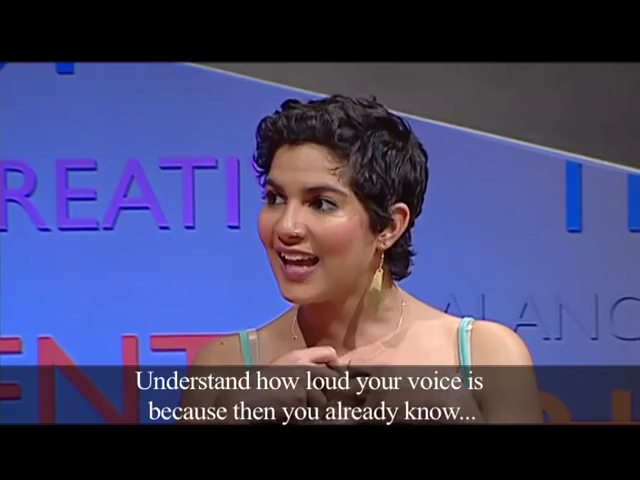 REATI
ALANC
ENT
Understand how loud your voice is
because then you already know...